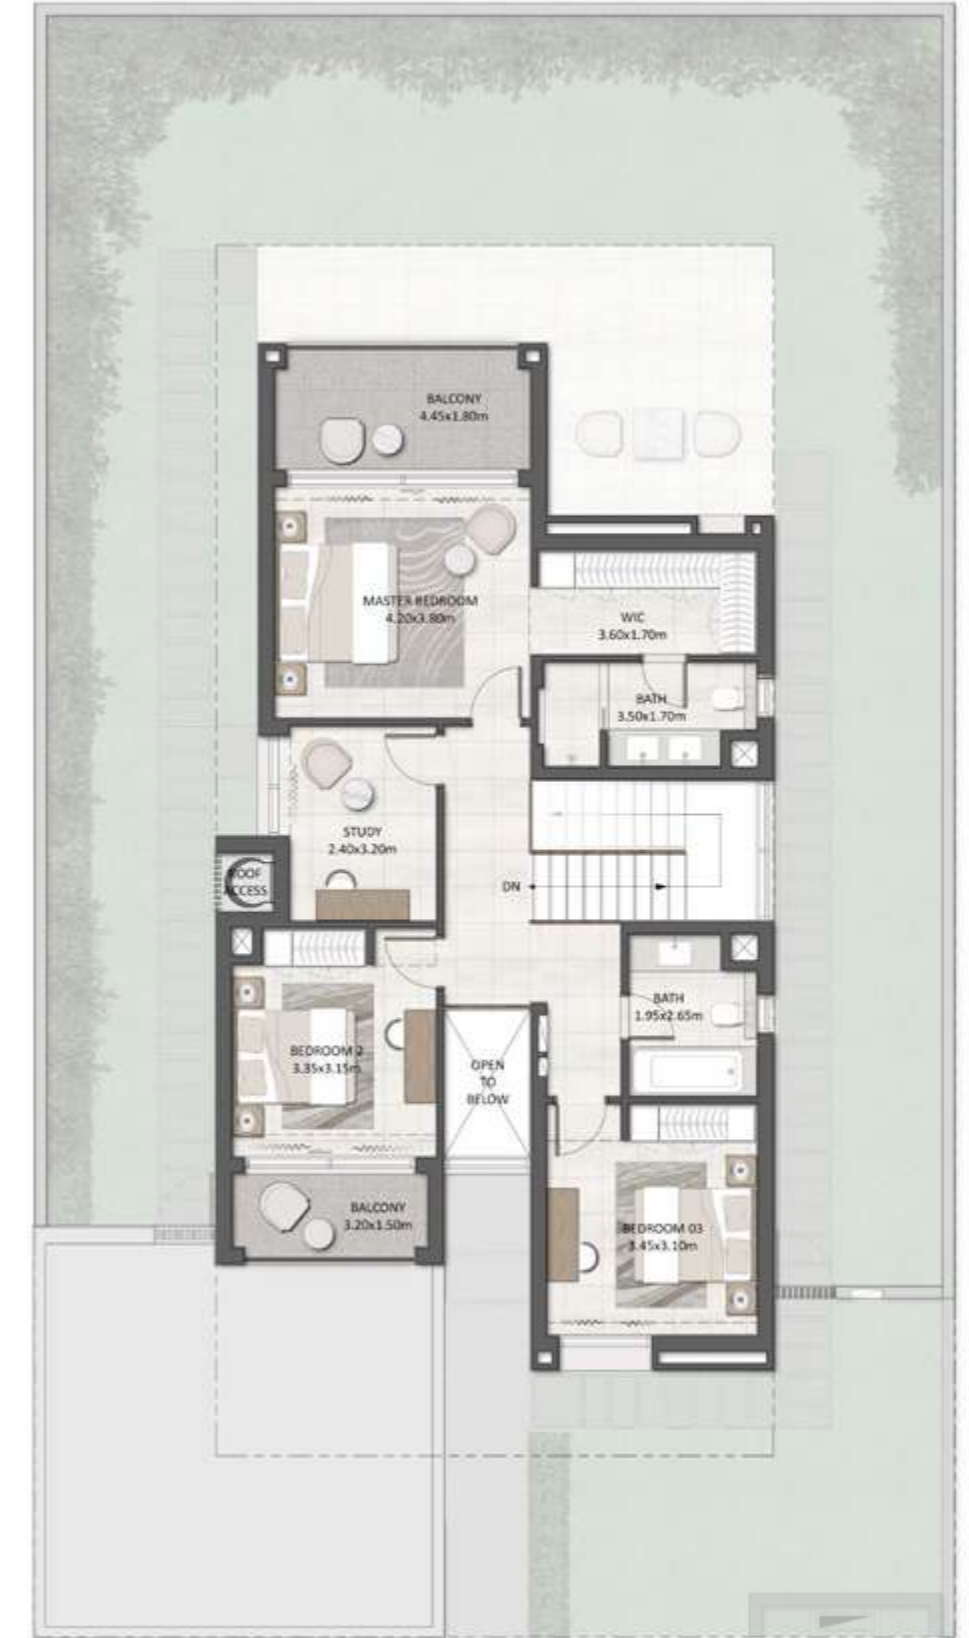 BALCONY
4.45x1.80m
MASTER BEDROOM
4.20x3.80m
WIC
3.60x1.70m
BATH
3.50x1.70m
STUDY
2.40x3.20m
ROOF
ACCESS
DN
BATH
1.95x2.65m
BEDROOM 2
3.35x3.15m
OPEN
TO
BELOW
BALCONY
3.20x1.50m
BEDROOM 03
3.45x3.10m